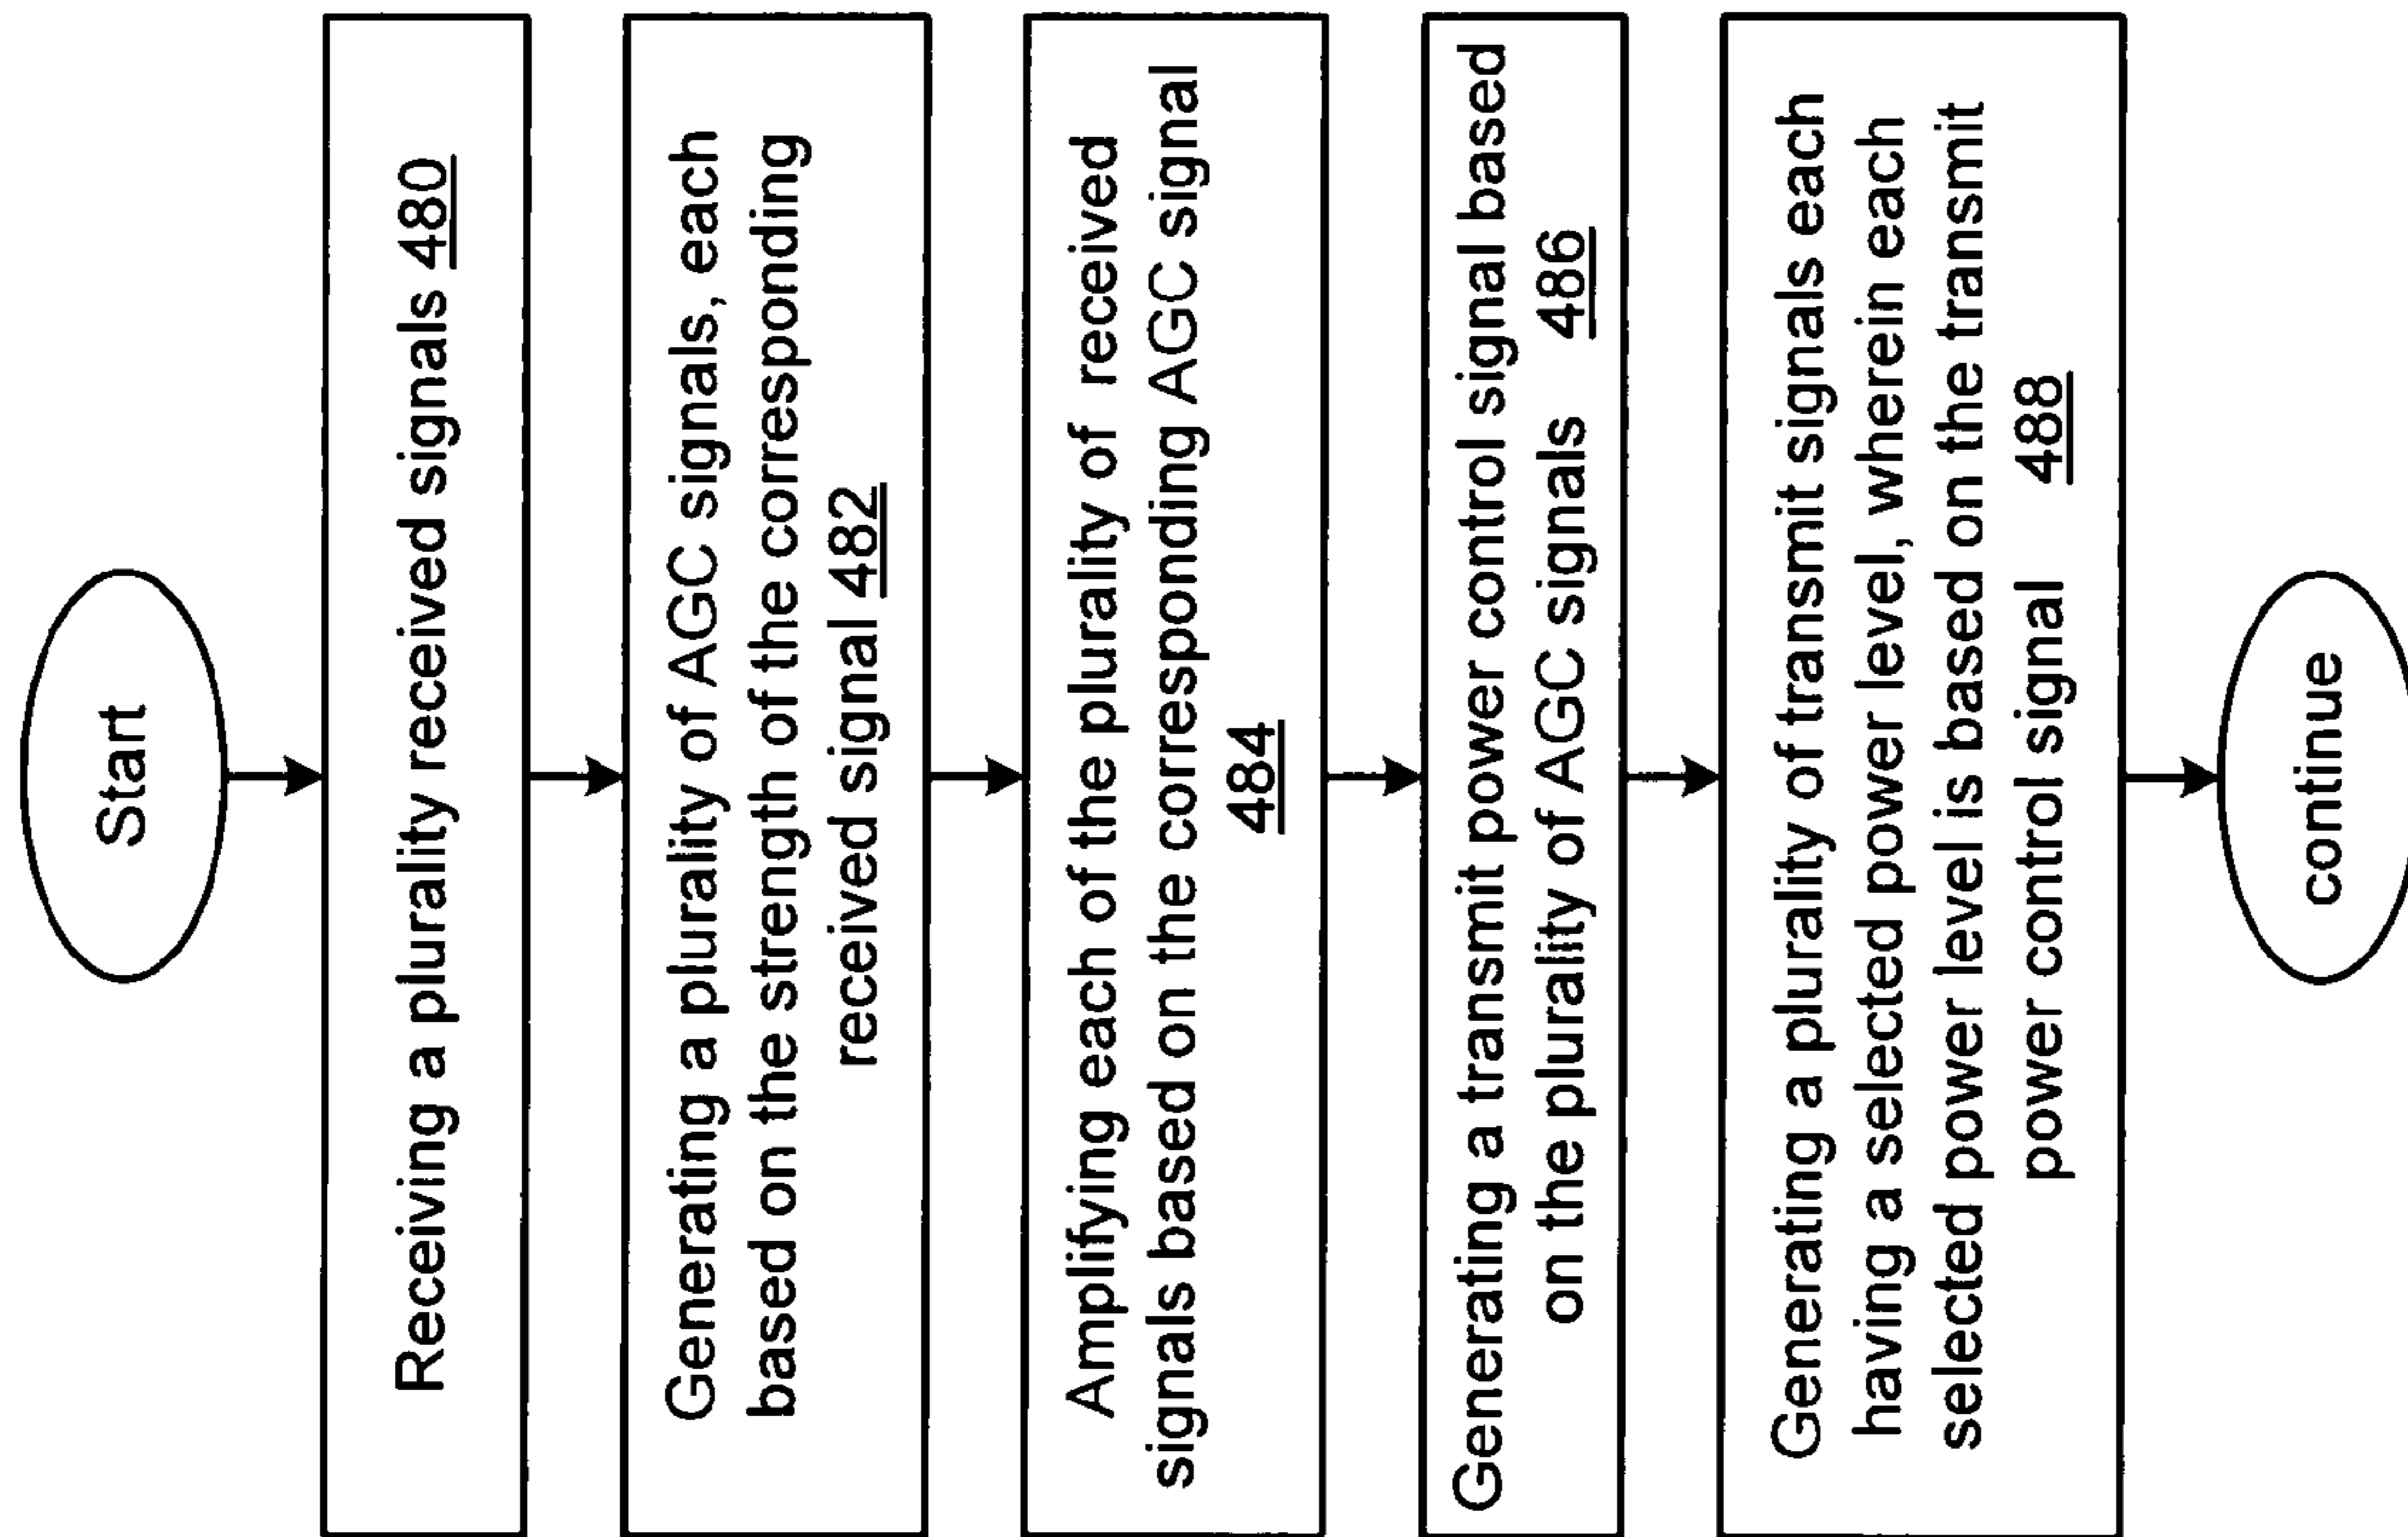 Start
Receiving a plurality received signals 480
Generating a plurality of AGC signals, each
based on the strength of the corresponding
received signal 482
Amplifying each of the plurality of received
signals based on the corresponding AGC signal
484
Generating a transmit power control signal based
on the plurality of AGC signals 486
Generating a plurality of transmit signals each
having a selected power level, wherein each
selected power level is based on the transmit
power control signal 488
continue